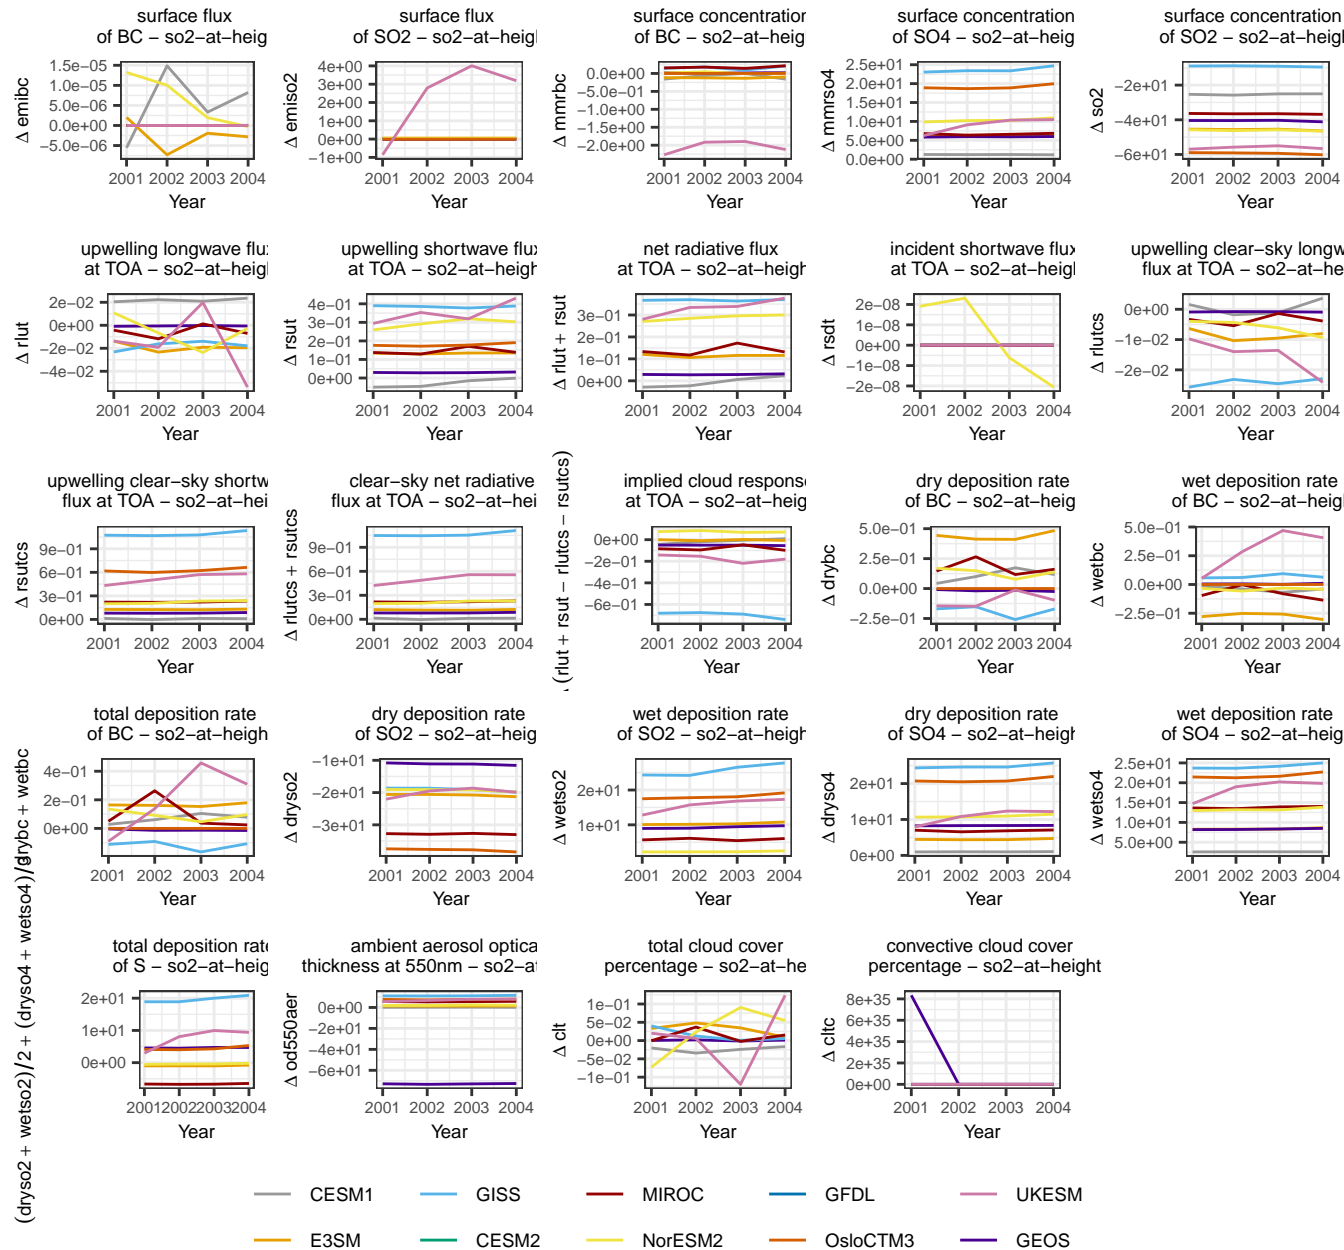 surface flux
of BC − so2−at−heig
Δ emibc
1.5e−05
1.0e−05
5.0e−06
0.0e+00
−5.0e−06
2001 2002 2003 2004
Year
surface flux
of SO2 − so2−at−heigl
Δ emiso2
4e+00
3e+00
2e+00
1e+00
0e+00
−1e+00
2001 2002 2003 2004
Year
surface concentration
of BC − so2−at−heig
Δ mmrbc
0.0e+00
−5.0e−01
−1.0e+00
−1.5e+00
−2.0e+00
2001 2002 2003 2004
Year
surface concentration
of SO4 − so2−at−heig
Δ mmrso4
2.5e+01
2.0e+01
1.5e+01
1.0e+01
5.0e+00
0.0e+00
2001 2002 2003 2004
Year
surface concentration
of SO2 − so2−at−heig
Δ so2
−2e+01
−4e+01
−6e+01
2001 2002 2003 2004
Year
upwelling longwave flux
at TOA − so2−at−heigl
Δ rlut
2e−02
0e+00
−2e−02
−4e−02
2001 2002 2003 2004
Year
upwelling shortwave flux
at TOA − so2−at−heigh
Δ rsut
4e−01
3e−01
2e−01
1e−01
0e+00
2001 2002 2003 2004
Year
net radiative flux
at TOA − so2−at−heig
Δ rlut + rsut
3e−01
2e−01
1e−01
0e+00
2001 2002 2003 2004
Year
incident shortwave flux
at TOA − so2−at−heigl
Δ rsdt
2e−08
1e−08
0e+00
−1e−08
−2e−08
2001 2002 2003 2004
Year
upwelling clear−sky longw
flux at TOA − so2−at−he
Δ rlutcs
0e+00
−1e−02
−2e−02
2001 2002 2003 2004
Year
upwelling clear−sky shortw
flux at TOA − so2−at−hei
Δ rsutcs
9e−01
6e−01
3e−01
0e+00
2001 2002 2003 2004
Year
clear−sky net radiative
flux at TOA − so2−at−hei
Δ rlutcs + rsutcs
9e−01
6e−01
3e−01
0e+00
2001 2002 2003 2004
Year
implied cloud response
at TOA − so2−at−heig
(rlut + rsut − rlutcs − rsutcs)
0e+00
−2e−01
−4e−01
−6e−01
2001 2002 2003 2004
Year
dry deposition rate
of BC − so2−at−heig
Δ drybc
5.0e−01
2.5e−01
0.0e+00
−2.5e−01
2001 2002 2003 2004
Year
wet deposition rate
of BC − so2−at−heig
Δ wetbc
5.0e−01
2.5e−01
0.0e+00
−2.5e−01
2001 2002 2003 2004
Year
total deposition rate
of BC − so2−at−heigh
drybc + wetbc
4e−01
2e−01
0e+00
2001 2002 2003 2004
Year
dry deposition rate
of SO2 − so2−at−heigh
Δ dryso2
−1e+01
−2e+01
−3e+01
2001 2002 2003 2004
Year
wet deposition rate
of SO2 − so2−at−heigh
Δ wetso2
2e+01
1e+01
2001 2002 2003 2004
Year
dry deposition rate
of SO4 − so2−at−heigh
Δ dryso4
2e+01
1e+01
0e+00
2001 2002 2003 2004
Year
wet deposition rate
of SO4 − so2−at−heig
Δ wetso4
2.5e+01
2.0e+01
1.5e+01
1.0e+01
5.0e+00
2001 2002 2003 2004
Year
total deposition rate
of S − so2−at−heig
(dryso2 + wetso2)/2 + (dryso4 + wetso4)/
2e+01
1e+01
0e+00
2001 2002 2003 2004
Year
ambient aerosol optica
thickness at 550nm − so2−at
Δ od550aer
0e+00
−2e+01
−4e+01
−6e+01
2001 2002 2003 2004
Year
total cloud cover
percentage − so2−at−he
Δ clt
1e−01
5e−02
0e+00
−5e−02
−1e−01
2001 2002 2003 2004
Year
convective cloud cover
percentage − so2−at−height
Δ cltc
8e+35
6e+35
4e+35
2e+35
0e+00
2001 2002 2003 2004
Year
CESM1 GISS MIROC GFDL UKESM
E3SM CESM2 NorESM2 OsloCTM3 GEOS